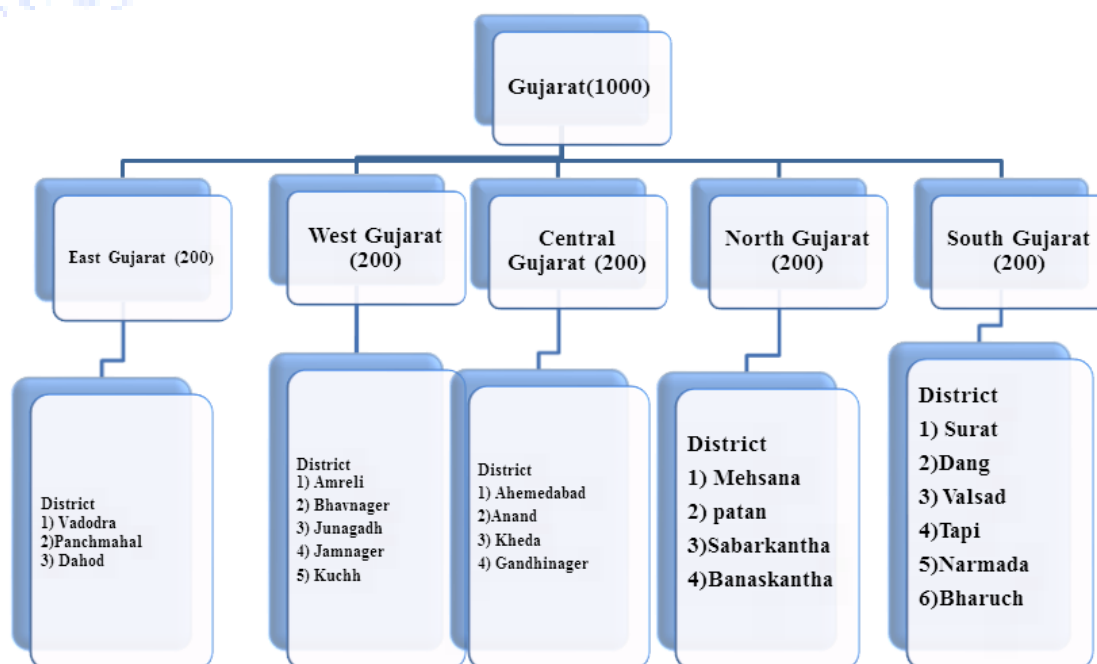 Gujarat(1000)
East Gujarat (200)
West Gujarat
(200)
Central
Gujarat (200)
North Gujarat
(200)
South Gujarat
(200)
District
1) Vadodra
2)Panchmahal
3) Dahod
District
1) Amreli
2) Bhavnager
3) Junagadh
4) Jamnager
5) Kuchh
District
1) Ahemedabad
2)Anand
3) Kheda
4) Gandhinager
District
1) Mehsana
2) patan
3)Sabarkantha
4)Banaskantha
District
1) Surat
2)Dang
3) Valsad
4)Tapi
5)Narmada
6)Bharuch